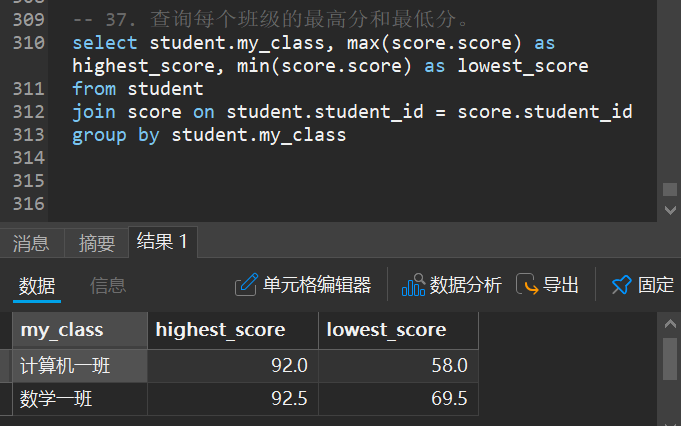 309 -- 37. 查询每个班级的最高分和最低分。
310 select student.my_class, max(score.score) as
highest_score, min(score.score) as lowest_score
311 from student
312 join score on student.student_id = score.student_id
313 group by student.my_class
314
315
316
消息 摘要 结果 1
数据 信息 单元格编辑器 数据分析 导出 固定
my_class highest_score lowest_score
计算机一班 92.0 58.0
数学一班 92.5 69.5